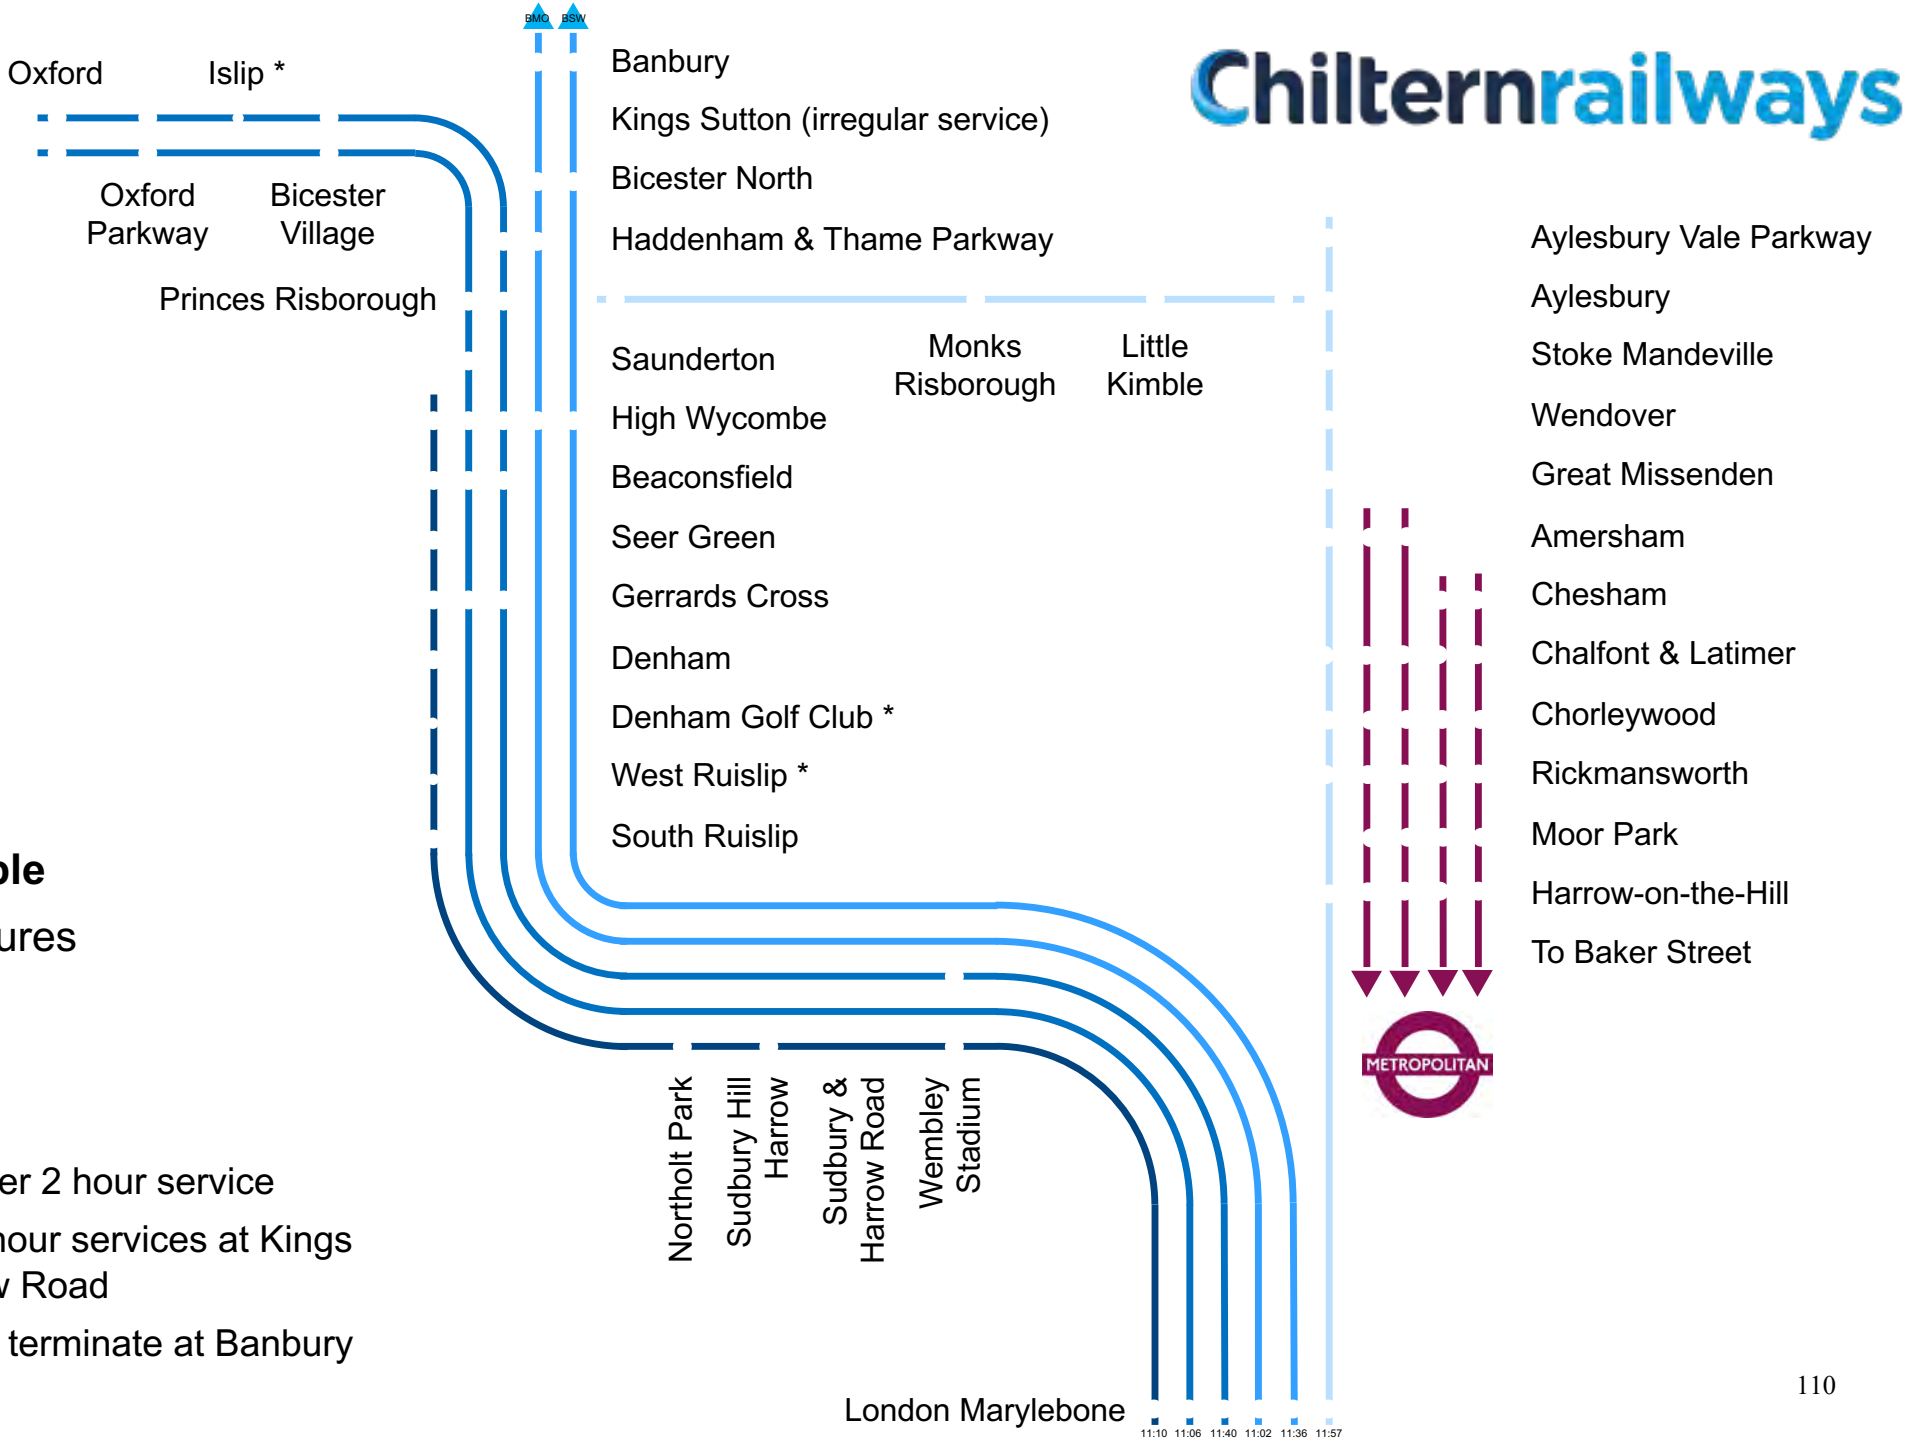 BMO BSW
Chilternrailways
Oxford
Islip *
Oxford
Parkway
Bicester
Village
Princes Risborough
Banbury
Kings Sutton (irregular service)
Bicester North
Haddenham & Thame Parkway
Saunderton
High Wycombe
Beaconsfield
Seer Green
Gerrards Cross
Denham
Denham Golf Club *
West Ruislip *
South Ruislip
Monks
Risborough
Little
Kimble
Aylesbury Vale Parkway
Aylesbury
Stoke Mandeville
Wendover
Great Missenden
Amersham
Chesham
Chalfont & Latimer
Chorleywood
Rickmansworth
Moor Park
Harrow-on-the-Hill
To Baker Street
METROPOLITAN
Northolt Park
Sudbury Hill
Harrow
Sudbury &
Harrow Road
Wembley
Stadium
2 hour service
services at Kings
Road
terminate at Banbury
London Marylebone
11:10 11:06 11:40 11:02 11:36 11:57
110